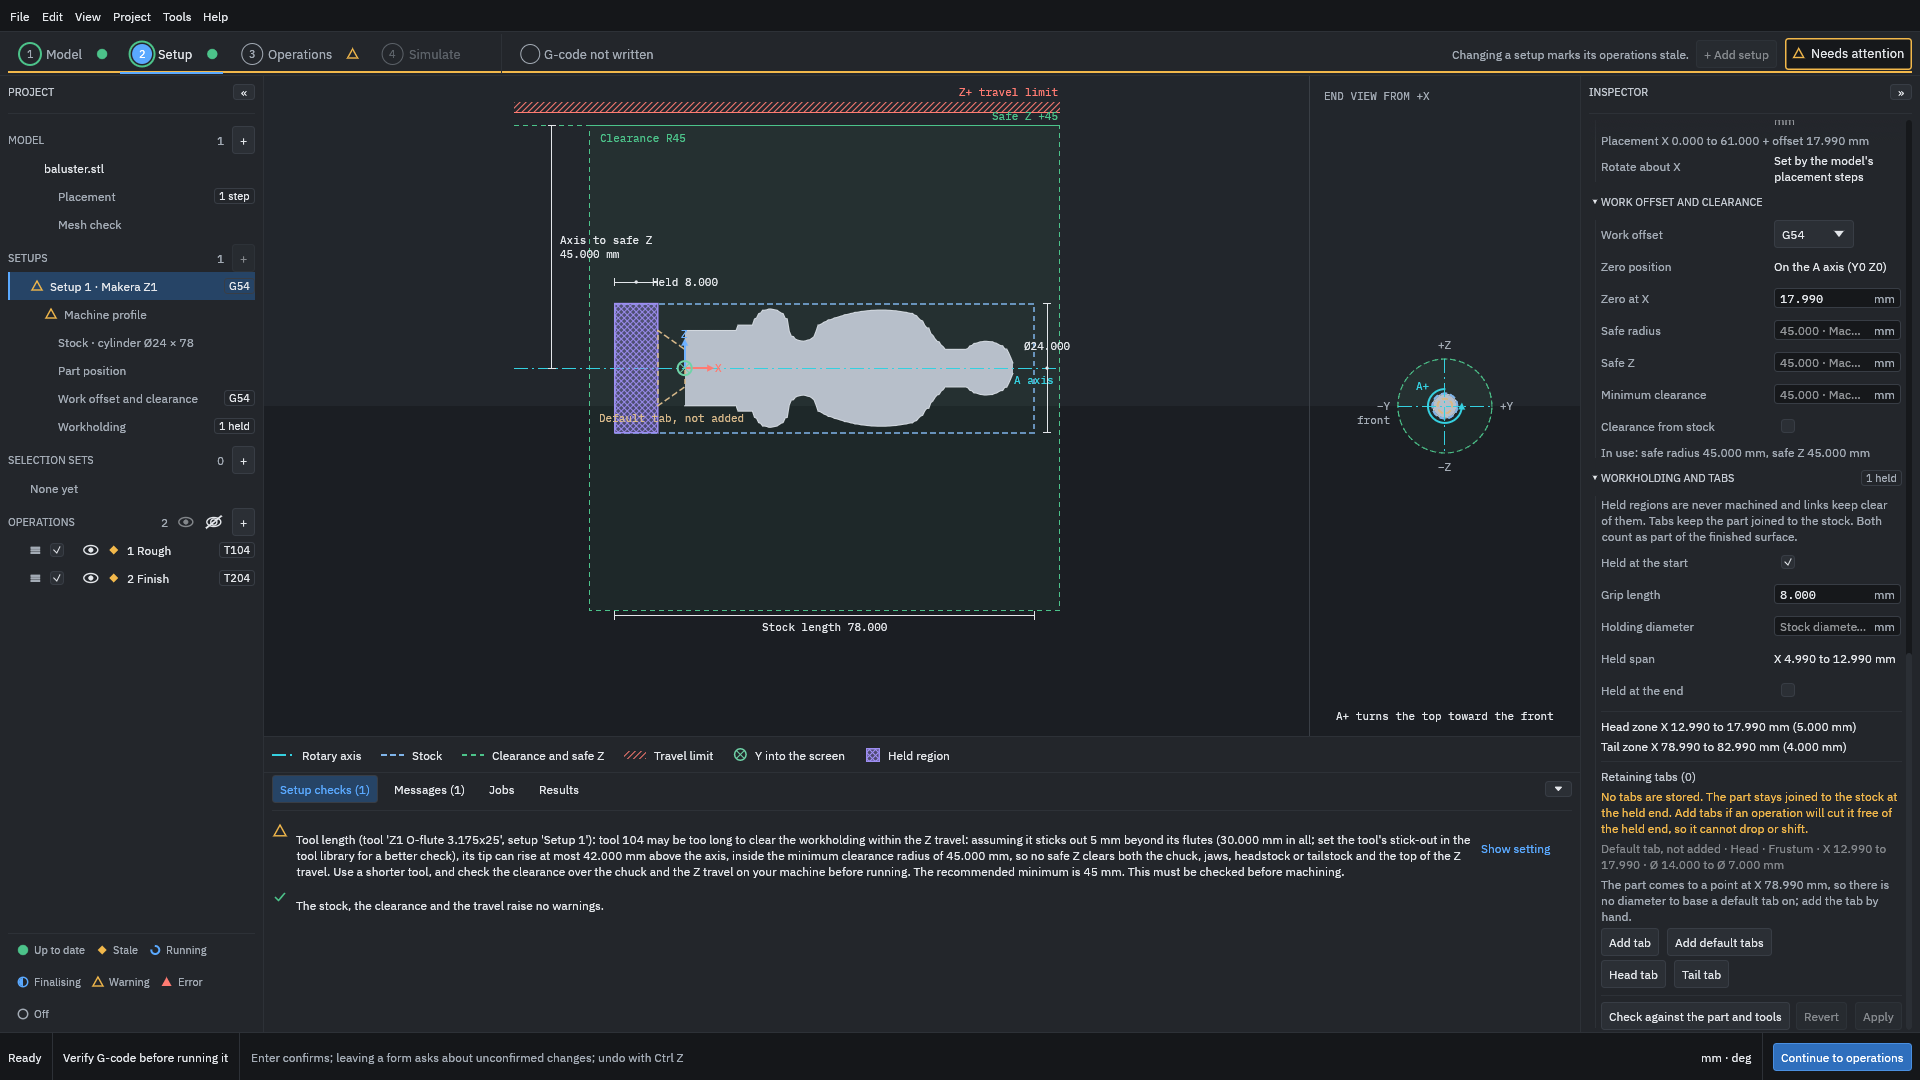 File Edit View Project Tools Help
1 Model 2 Setup 3 Operations 4 Simulate G-code not written Changing a setup marks its operations stale. + Add setup Needs attention
PROJECT «
MODEL 1 +
baluster.stl
Placement 1 step
Mesh check
SETUPS 1 +
Setup 1 · Makera Z1 G54
Machine profile
Stock · cylinder Ø24 × 78
Part position
Work offset and clearance G54
Workholding 1 held
SELECTION SETS 0 +
None yet
OPERATIONS 2 +
1 Rough T104
2 Finish T204
Up to date Stale Running
Finalising Warning Error
Off
Z+ travel limit
Safe Z +45
Clearance R45
Axis to safe Z
45.000 mm
Held 8.000
Z
X
Ø24.000
A axis
Default tab, not added
Stock length 78.000
END VIEW FROM +X
+Z
A+
−Y +Y
front
−Z
A+ turns the top toward the front
Rotary axis Stock Clearance and safe Z Travel limit Y into the screen Held region
Setup checks (1) Messages (1) Jobs Results
Tool length (tool 'Z1 O-flute 3.175x25', setup 'Setup 1'): tool 104 may be too long to clear the workholding within the Z travel: assuming it sticks out 5 mm beyond its flutes (30.000 mm in all; set the tool's stick-out in the
tool library for a better check), its tip can rise at most 42.000 mm above the axis, inside the minimum clearance radius of 45.000 mm, so no safe Z clears both the chuck, jaws, headstock or tailstock and the top of the Z
travel. Use a shorter tool, and check the clearance over the chuck and the Z travel on your machine before running. The recommended minimum is 45 mm. This must be checked before machining.
Show setting
The stock, the clearance and the travel raise no warnings.
INSPECTOR »
mm
Placement X 0.000 to 61.000 + offset 17.990 mm
Rotate about X Set by the model's
placement steps
WORK OFFSET AND CLEARANCE
Work offset G54
Zero position On the A axis (Y0 Z0)
Zero at X 17.990 mm
Safe radius 45.000 · Mac... mm
Safe Z 45.000 · Mac... mm
Minimum clearance 45.000 · Mac... mm
Clearance from stock
In use: safe radius 45.000 mm, safe Z 45.000 mm
WORKHOLDING AND TABS 1 held
Held regions are never machined and links keep clear
of them. Tabs keep the part joined to the stock. Both
count as part of the finished surface.
Held at the start
Grip length 8.000 mm
Holding diameter Stock diamete... mm
Held span X 4.990 to 12.990 mm
Held at the end
Head zone X 12.990 to 17.990 mm (5.000 mm)
Tail zone X 78.990 to 82.990 mm (4.000 mm)
Retaining tabs (0)
No tabs are stored. The part stays joined to the stock at
the held end. Add tabs if an operation will cut it free of
the held end, so it cannot drop or shift.
Default tab, not added · Head · Frustum · X 12.990 to
17.990 · Ø 14.000 to Ø 7.000 mm
The part comes to a point at X 78.990 mm, so there is
no diameter to base a default tab on; add the tab by
hand.
Add tab Add default tabs
Head tab Tail tab
Check against the part and tools Revert Apply
Ready Verify G-code before running it Enter confirms; leaving a form asks about unconfirmed changes; undo with Ctrl Z mm · deg Continue to operations